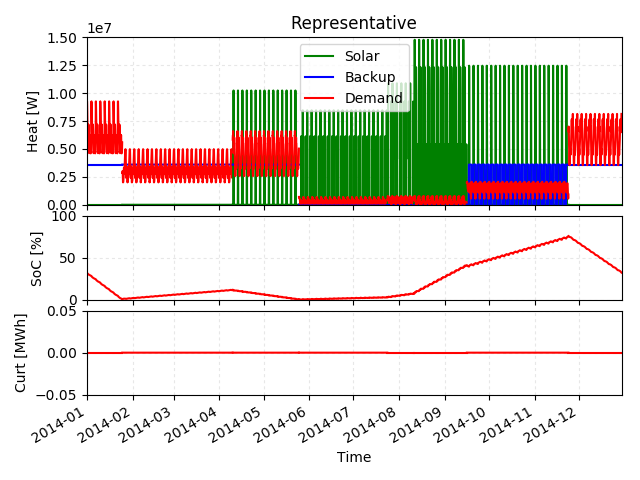 Representative
1e7
Heat [W]
1.50
1.25
1.00
0.75
0.50
0.25
0.00
Solar
Backup
Demand
SoC [%]
100
50
0
Curt [MWh]
0.05
0.00
−0.05
2014-01
2014-02
2014-03
2014-04
2014-05
2014-06
2014-07
2014-08
2014-09
2014-10
2014-11
2014-12
Time